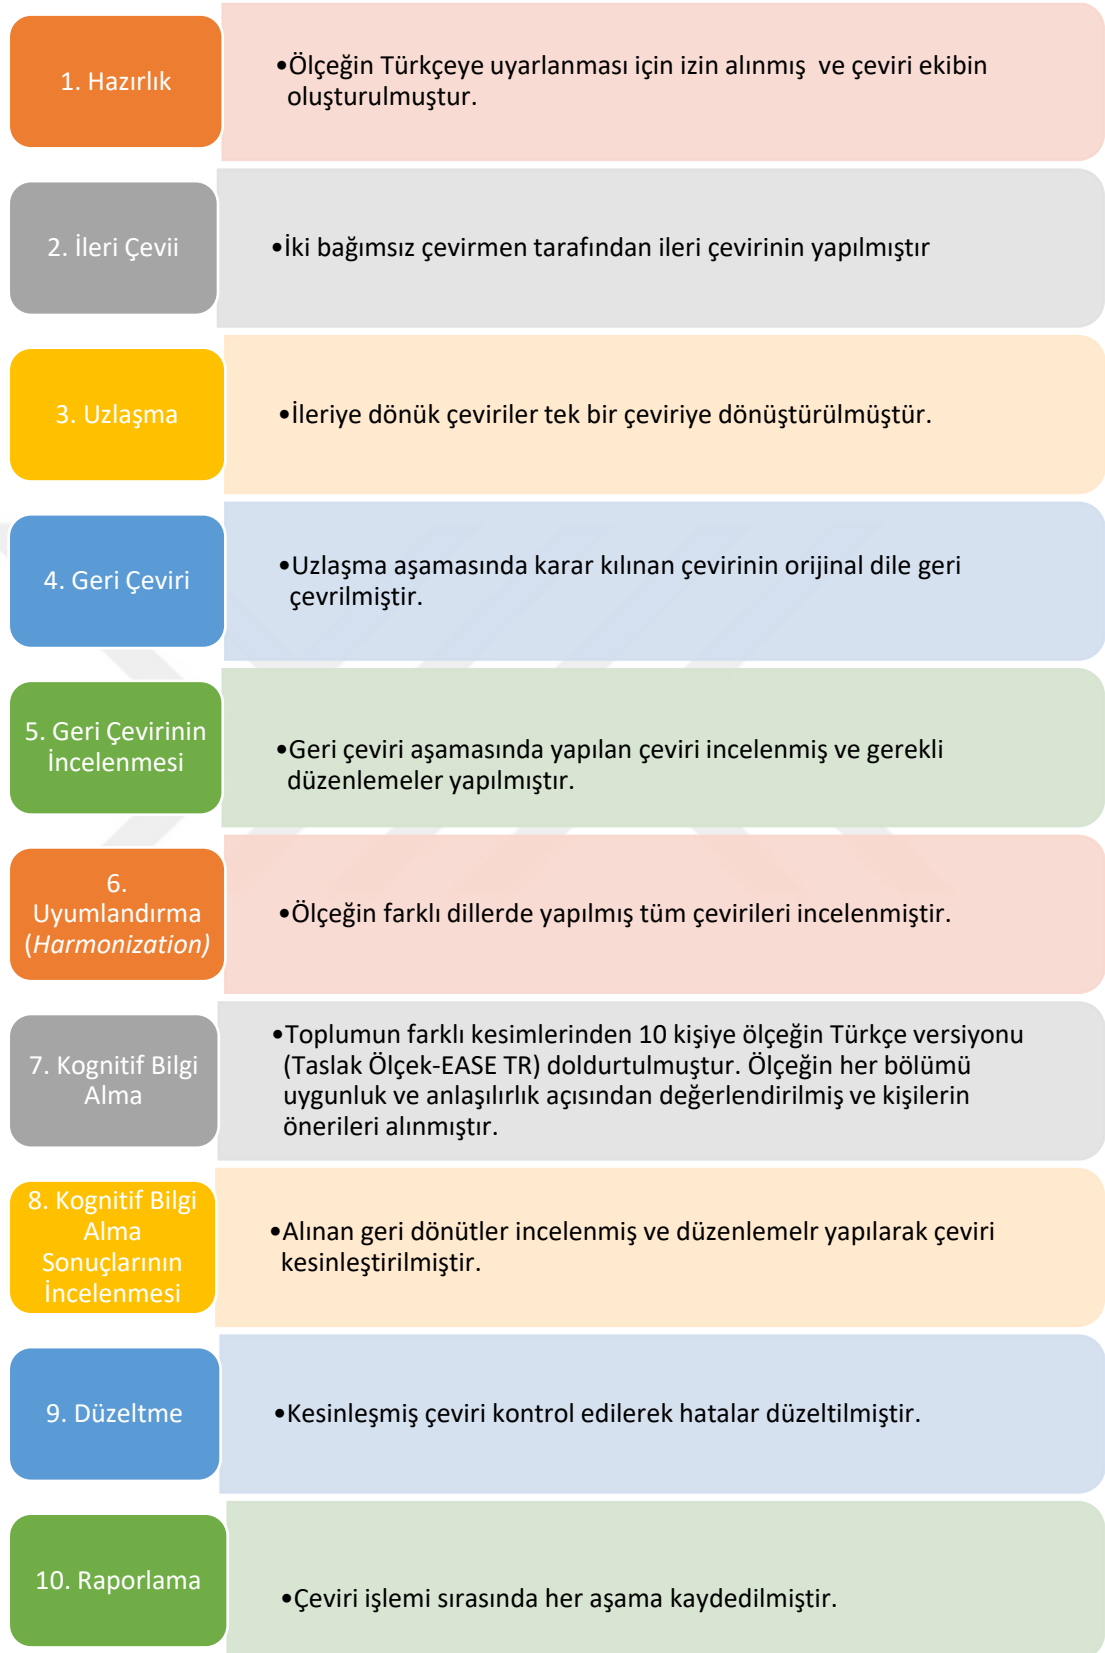 1. Hazırlık
•Ölçeğin Türkçeye uyarlanması için izin alınmış ve çeviri ekibin
oluşturulmuştur.
2. İleri Çevii
•İki bağımsız çevirmen tarafından ileri çevirinin yapılmıştır
3. Uzlaşma
•İleriye dönük çeviriler tek bir çeviriye dönüştürülmüştür.
4. Geri Çeviri
•Uzlaşma aşamasında karar kılınan çevirinin orijinal dile geri
çevrilmiştir.
5. Geri Çevirinin
İncelenmesi
•Geri çeviri aşamasında yapılan çeviri incelenmiş ve gerekli
düzenlemeler yapılmıştır.
6.
Uyumlandırma
(Harmonization)
•Ölçeğin farklı dillerde yapılmış tüm çevirileri incelenmiştir.
7. Kognitif Bilgi
Alma
•Toplumun farklı kesimlerinden 10 kişiye ölçeğin Türkçe versiyonu
(Taslak Ölçek-EASE TR) doldurtulmuştur. Ölçeğin her bölümü
uygunluk ve anlaşılırlık açısından değerlendirilmiş ve kişilerin
önerileri alınmıştır.
8. Kognitif Bilgi
Alma
Sonuçlarının
İncelenmesi
•Alınan geri dönütler incelenmiş ve düzenlemelr yapılarak çeviri
kesinleştirilmiştir.
9. Düzeltme
•Kesinleşmiş çeviri kontrol edilerek hatalar düzeltilmiştir.
10. Raporlama
•Çeviri işlemi sırasında her aşama kaydedilmiştir.